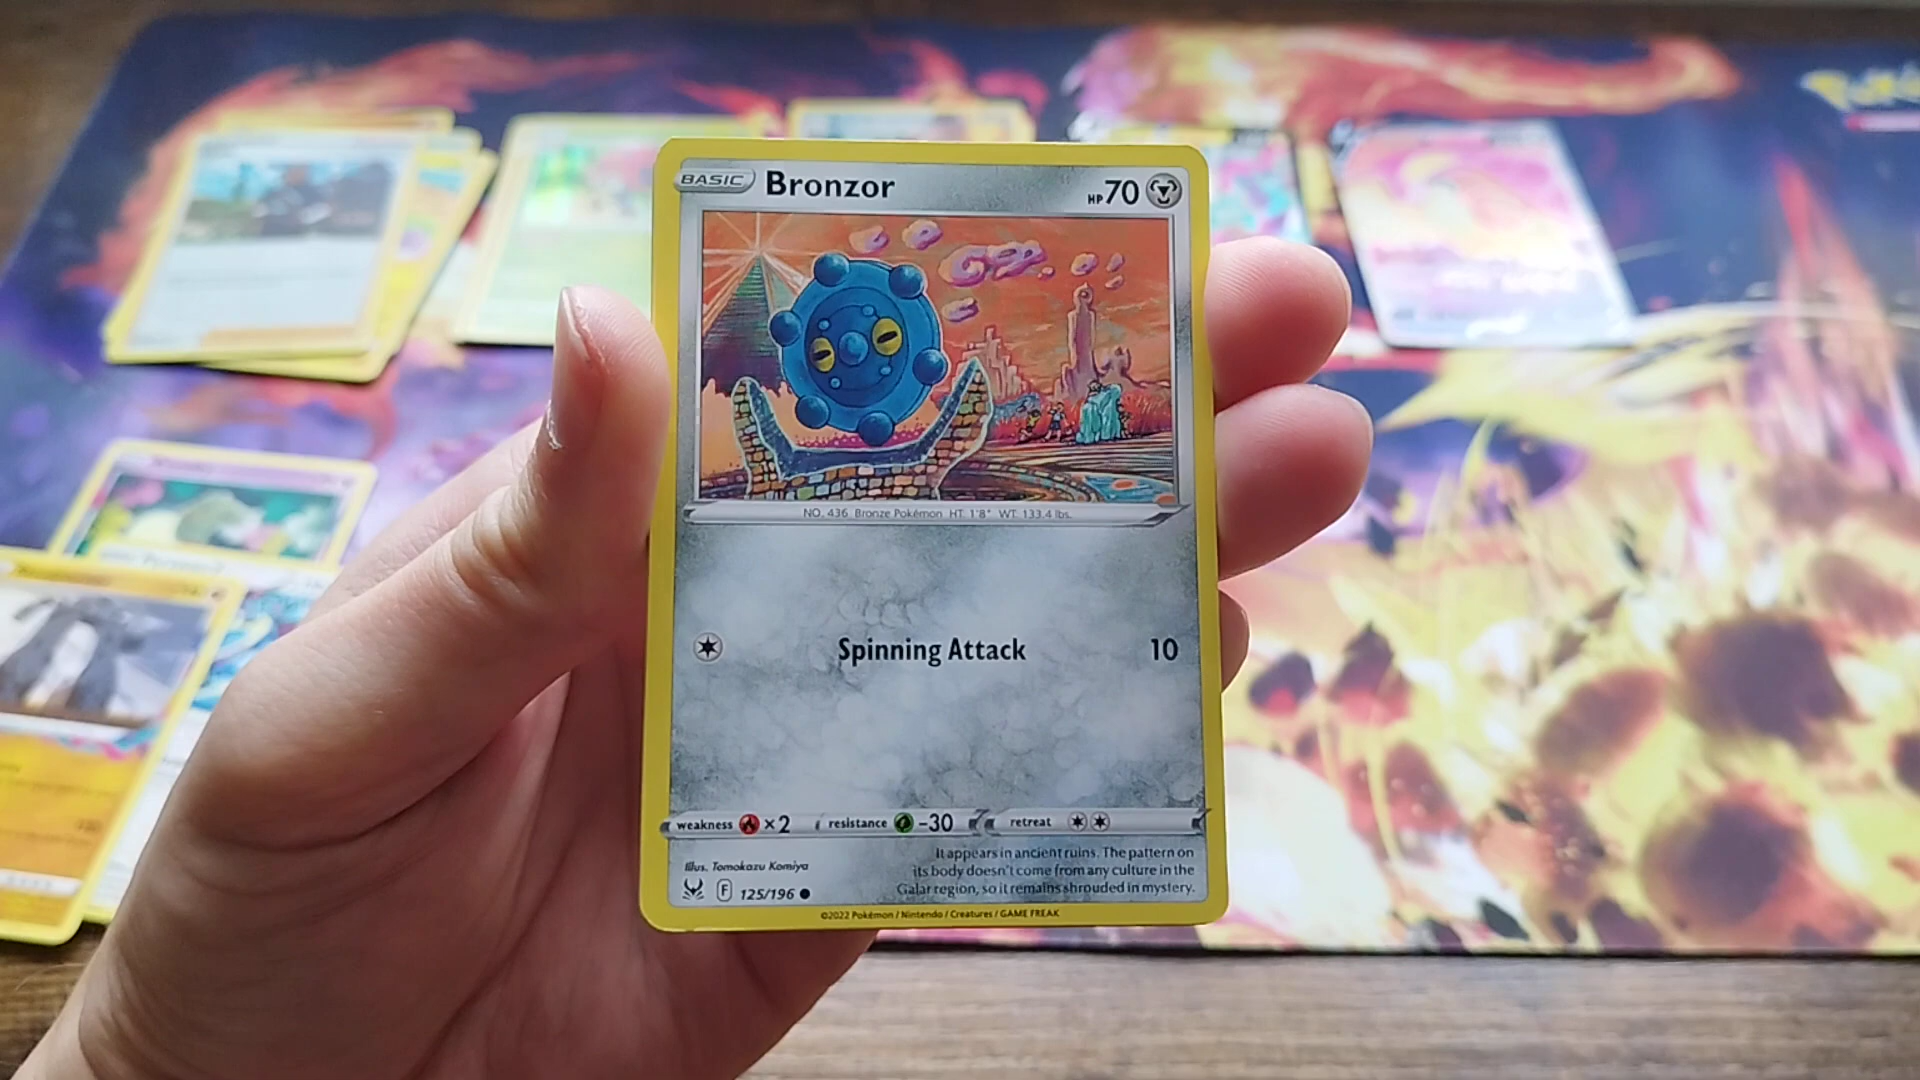 BASIC Bronzor HP 70
NO. 436 Bronze Pokémon HT: 1'8" WT: 133.4 lbs.
Spinning Attack 10
weakness ×2 resistance -30 retreat
Illus. Tomokazu Komiya
It appears in ancient ruins. The pattern on
its body doesn't come from any culture in the
Galar region, so it remains shrouded in mystery.
F 125/196
©2022 Pokémon / Nintendo / Creatures / GAME FREAK